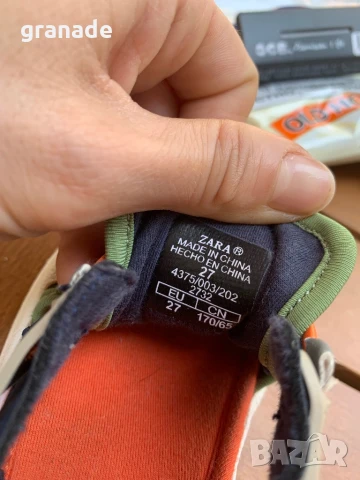 granade
ZARA®
MADE IN CHINA
HECHO EN CHINA
27
4375/003/202
2732
EU CN
27 170/65
BAZAR